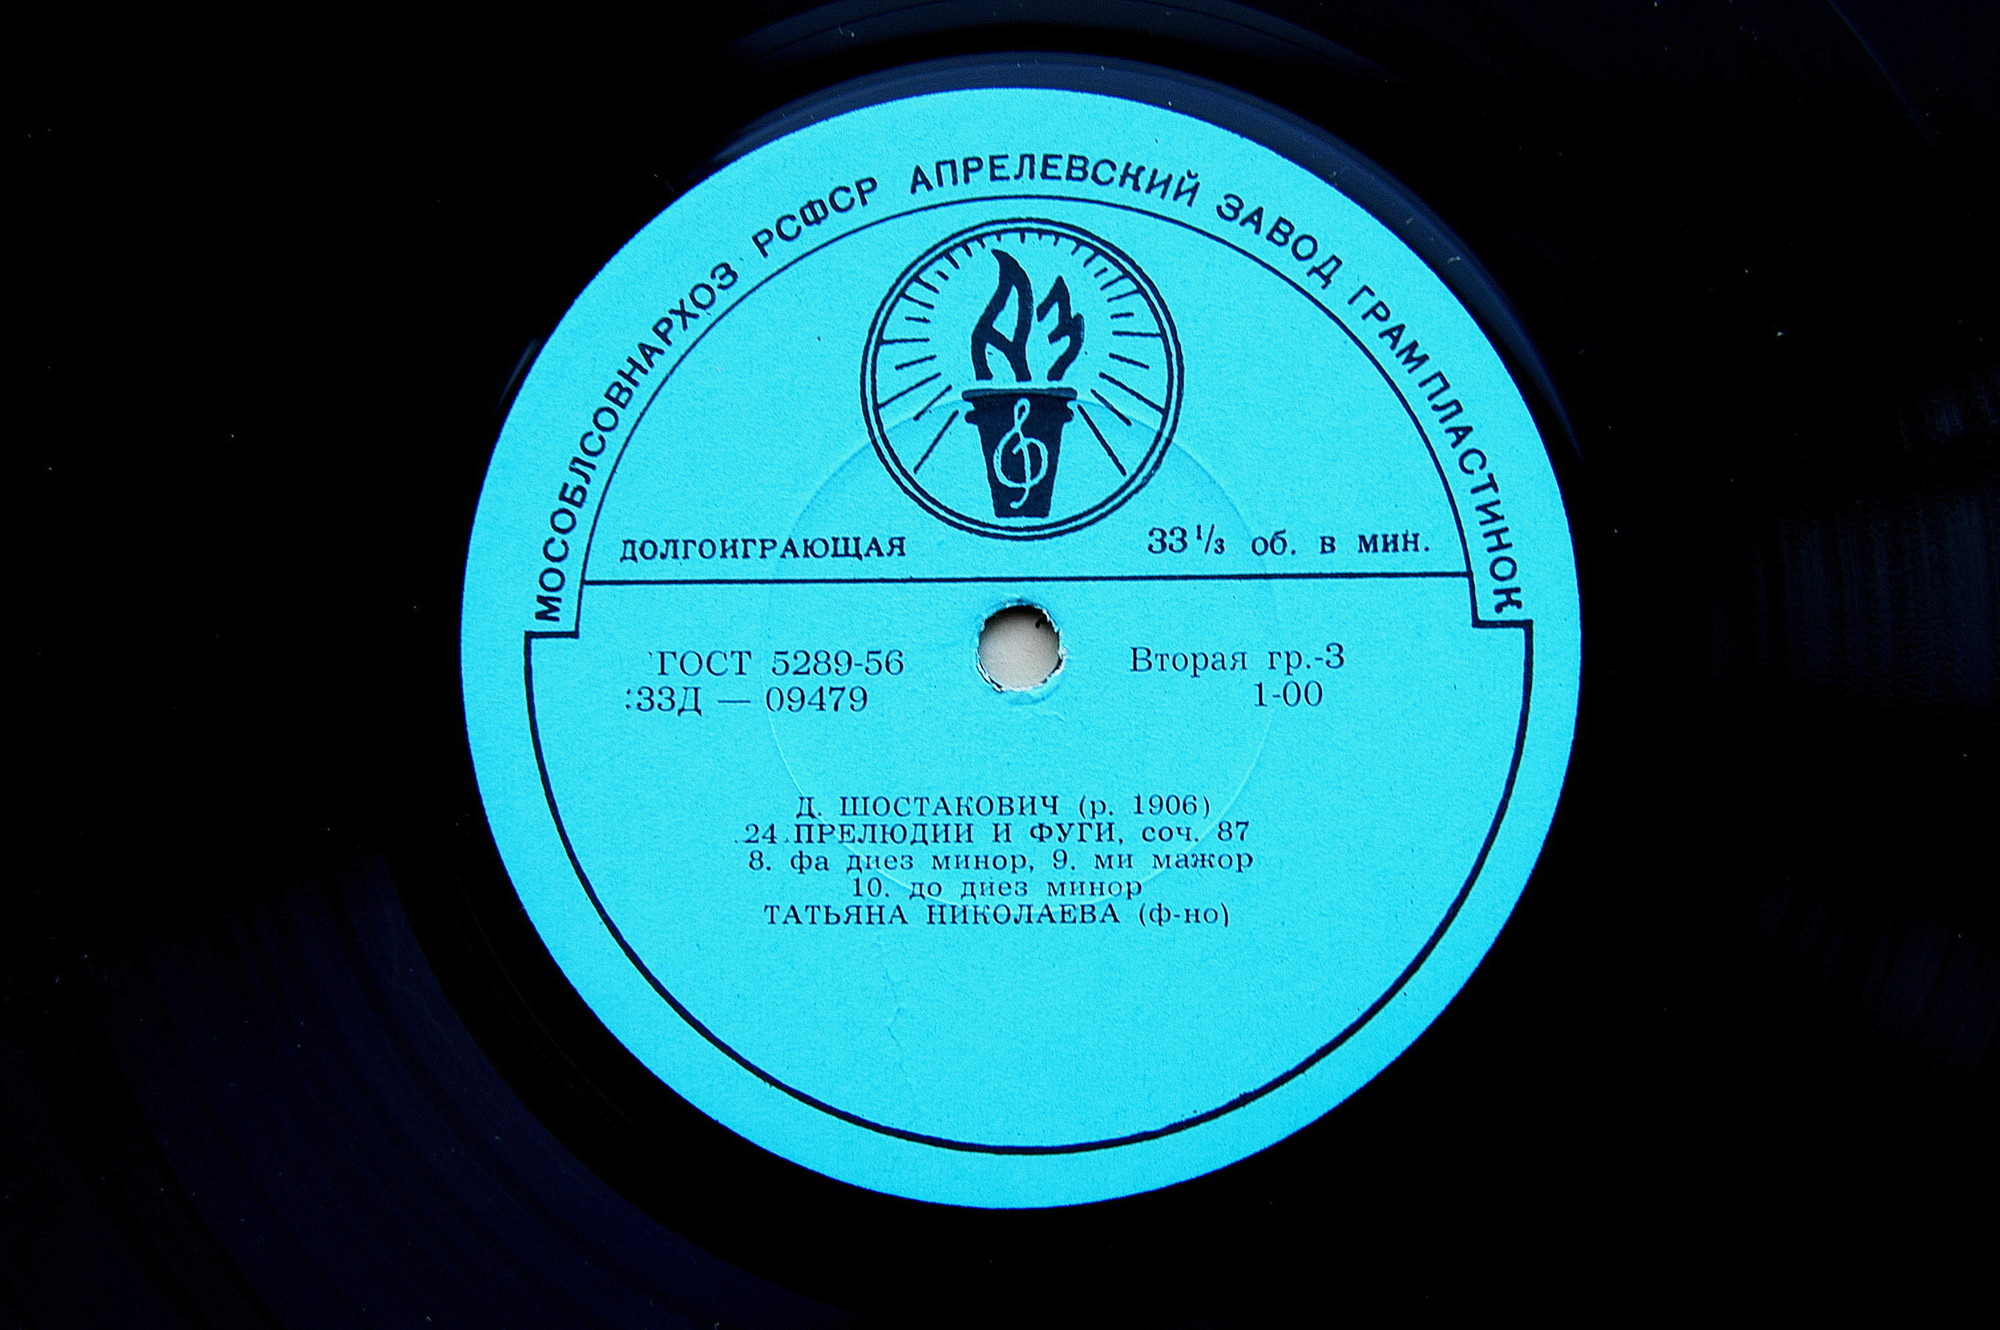 МОСОБЛСОВНАРХОЗ РСФСР АПРЕЛЕВСКИЙ ЗАВОД ГРАМПЛАСТИНОК
АЗ
ДОЛГОИГРАЮЩАЯ 33 1/3 об. в мин.
ГОСТ 5289-56 Вторая гр.-3
33Д — 09479 1-00
Д. ШОСТАКОВИЧ (р. 1906)
24 ПРЕЛЮДИИ И ФУГИ, соч. 87
8. фа диез минор, 9. ми мажор
10. до диез минор
ТАТЬЯНА НИКОЛАЕВА (ф-но)